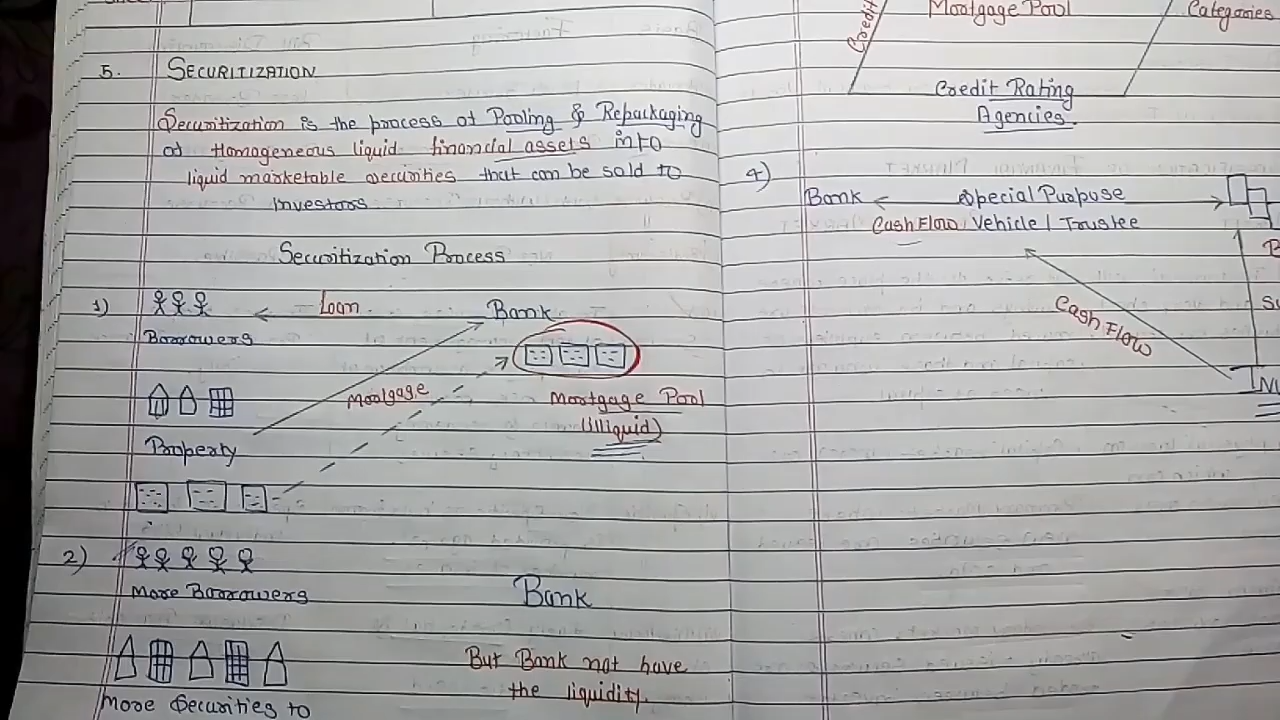 5. SECURITIZATION
Securitization is the process of Pooling & Repackaging
of Homogeneous liquid financial assets into
liquid marketable securities that can be sold to
investors
Securitization Process
1) Loan Bank
Borrowers
Mortgage
Mortgage Pool
(illiquid)
Property
2)
More Borrowers
Bank
But Bank not have
the liquidity.
More Securities to
Credit
Mortgage Pool
Categories
Credit Rating
Agencies
4)
Bank Special Purpose
Cash Flow Vehicle / Trustee
Cash Flow